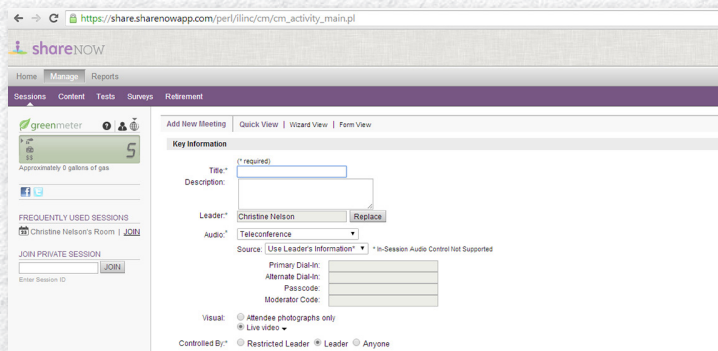 https://share.sharenowapp.com/perl/ilinc/cm/cm_activity_main.pl
shareNOW
Home Manage Reports
Sessions Content Tests Surveys Retirement
greenmeter
$$ 5
Approximately 0 gallons of gas
FREQUENTLY USED SESSIONS
Christine Nelson's Room | JOIN
JOIN PRIVATE SESSION
JOIN
Enter Session ID
Add New Meeting Quick View | Wizard View | Form View
Key Information
(* required)
Title:*
Description:
Leader:* Christine Nelson Replace
Audio:* Teleconference
Source: Use Leader's Information* * In-Session Audio Control Not Supported
Primary Dial-In:
Alternate Dial-In:
Passcode:
Moderator Code:
Visual: Attendee photographs only
Live video
Controlled By:* Restricted Leader Leader Anyone